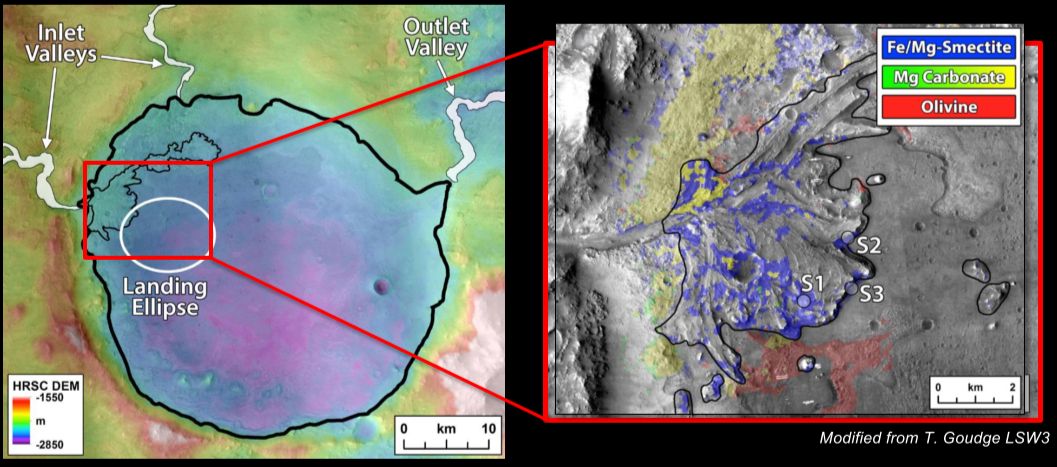 Inlet
Valleys
Outlet
Valley
Landing
Ellipse
HRSC DEM
-1550
m
-2850
0 km 10
Fe/Mg-Smectite
Mg Carbonate
Olivine
S2
S1
S3
0 km 2
Modified from T. Goudge LSW3